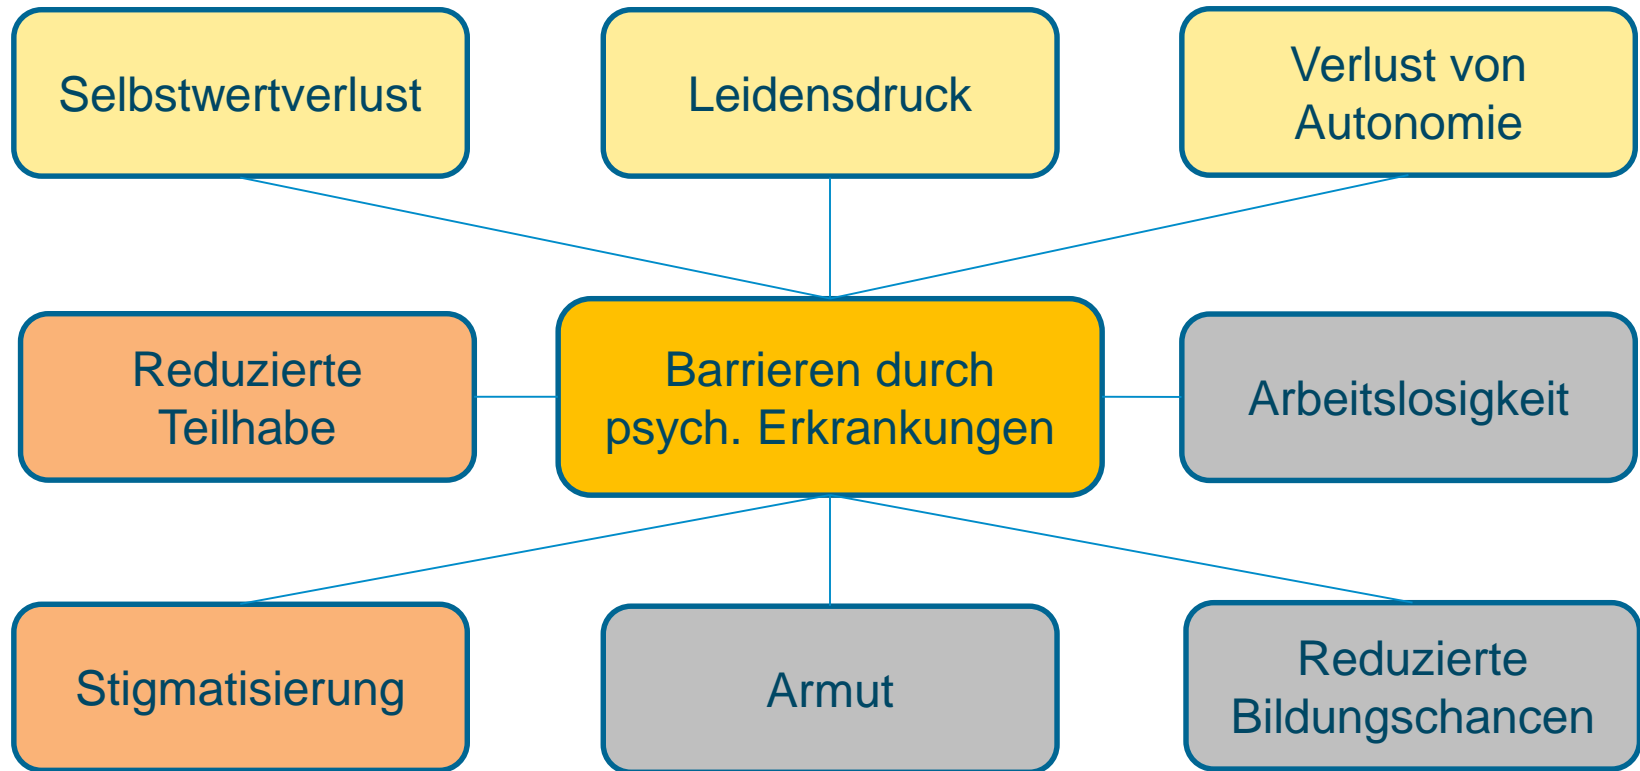 Selbstwertverlust
Leidensdruck
Verlust von
Autonomie
Reduzierte
Teilhabe
Barrieren durch
psych. Erkrankungen
Arbeitslosigkeit
Stigmatisierung
Armut
Reduzierte
Bildungschancen